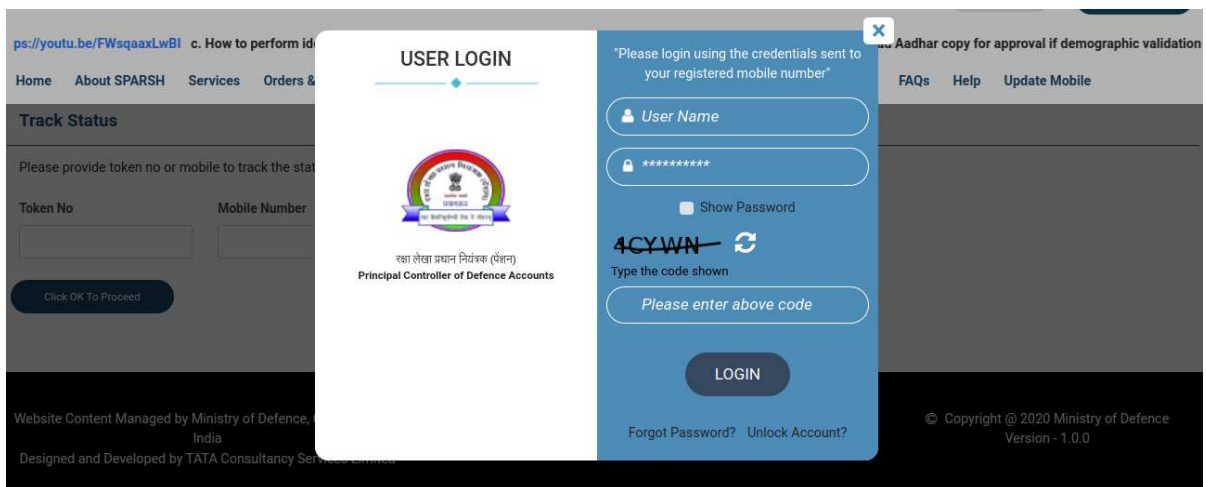 ps://youtu.be/FWsqaaxLwBI c. How to perform id
Aadhar copy for approval if demographic validation
Home About SPARSH Services Orders &
FAQs Help Update Mobile
Track Status
Please provide token no or mobile to track the stat
Token No Mobile Number
Click OK To Proceed
USER LOGIN
रक्षा लेखा प्रधान नियंत्रक (पेंशन)
Principal Controller of Defence Accounts
"Please login using the credentials sent to
your registered mobile number"
User Name
**********
Show Password
4CYWN
Type the code shown
Please enter above code
LOGIN
Forgot Password? Unlock Account?
Website Content Managed by Ministry of Defence,
India
Designed and Developed by TATA Consultancy Services Limited
© Copyright @ 2020 Ministry of Defence
Version - 1.0.0